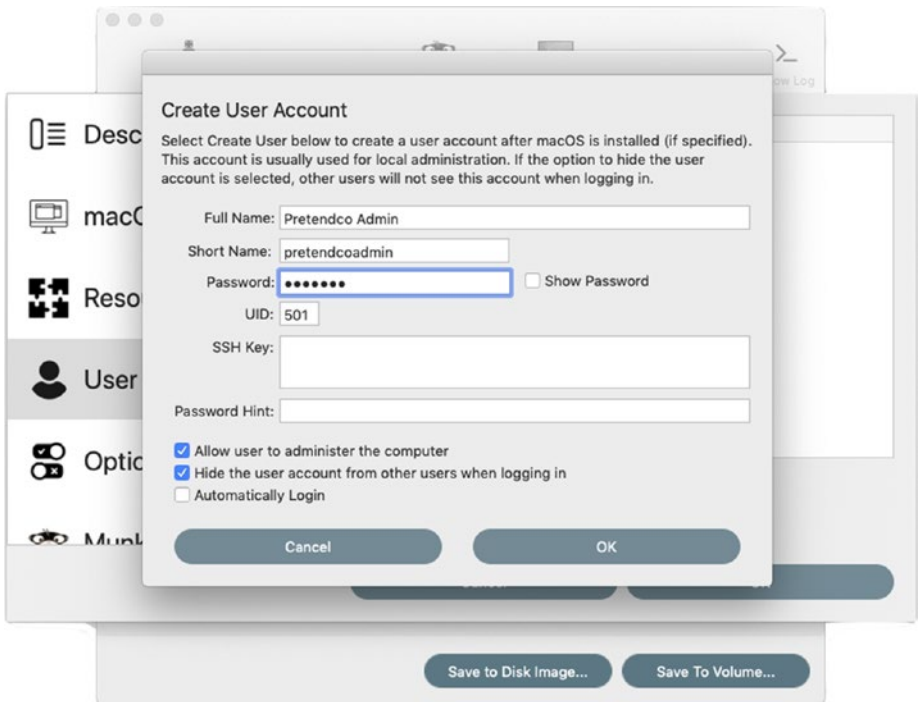 ow Log
Create User Account
Select Create User below to create a user account after macOS is installed (if specified).
This account is usually used for local administration. If the option to hide the user
account is selected, other users will not see this account when logging in.
Desc
Full Name: Pretendco Admin
macO
Short Name: pretendcoadmin
Password: ●●●●●●● Show Password
Reso
UID: 501
SSH Key:
User
Password Hint:
Allow user to administer the computer
Optio
Hide the user account from other users when logging in
Automatically Login
Munk
Cancel OK
Save to Disk Image... Save To Volume...